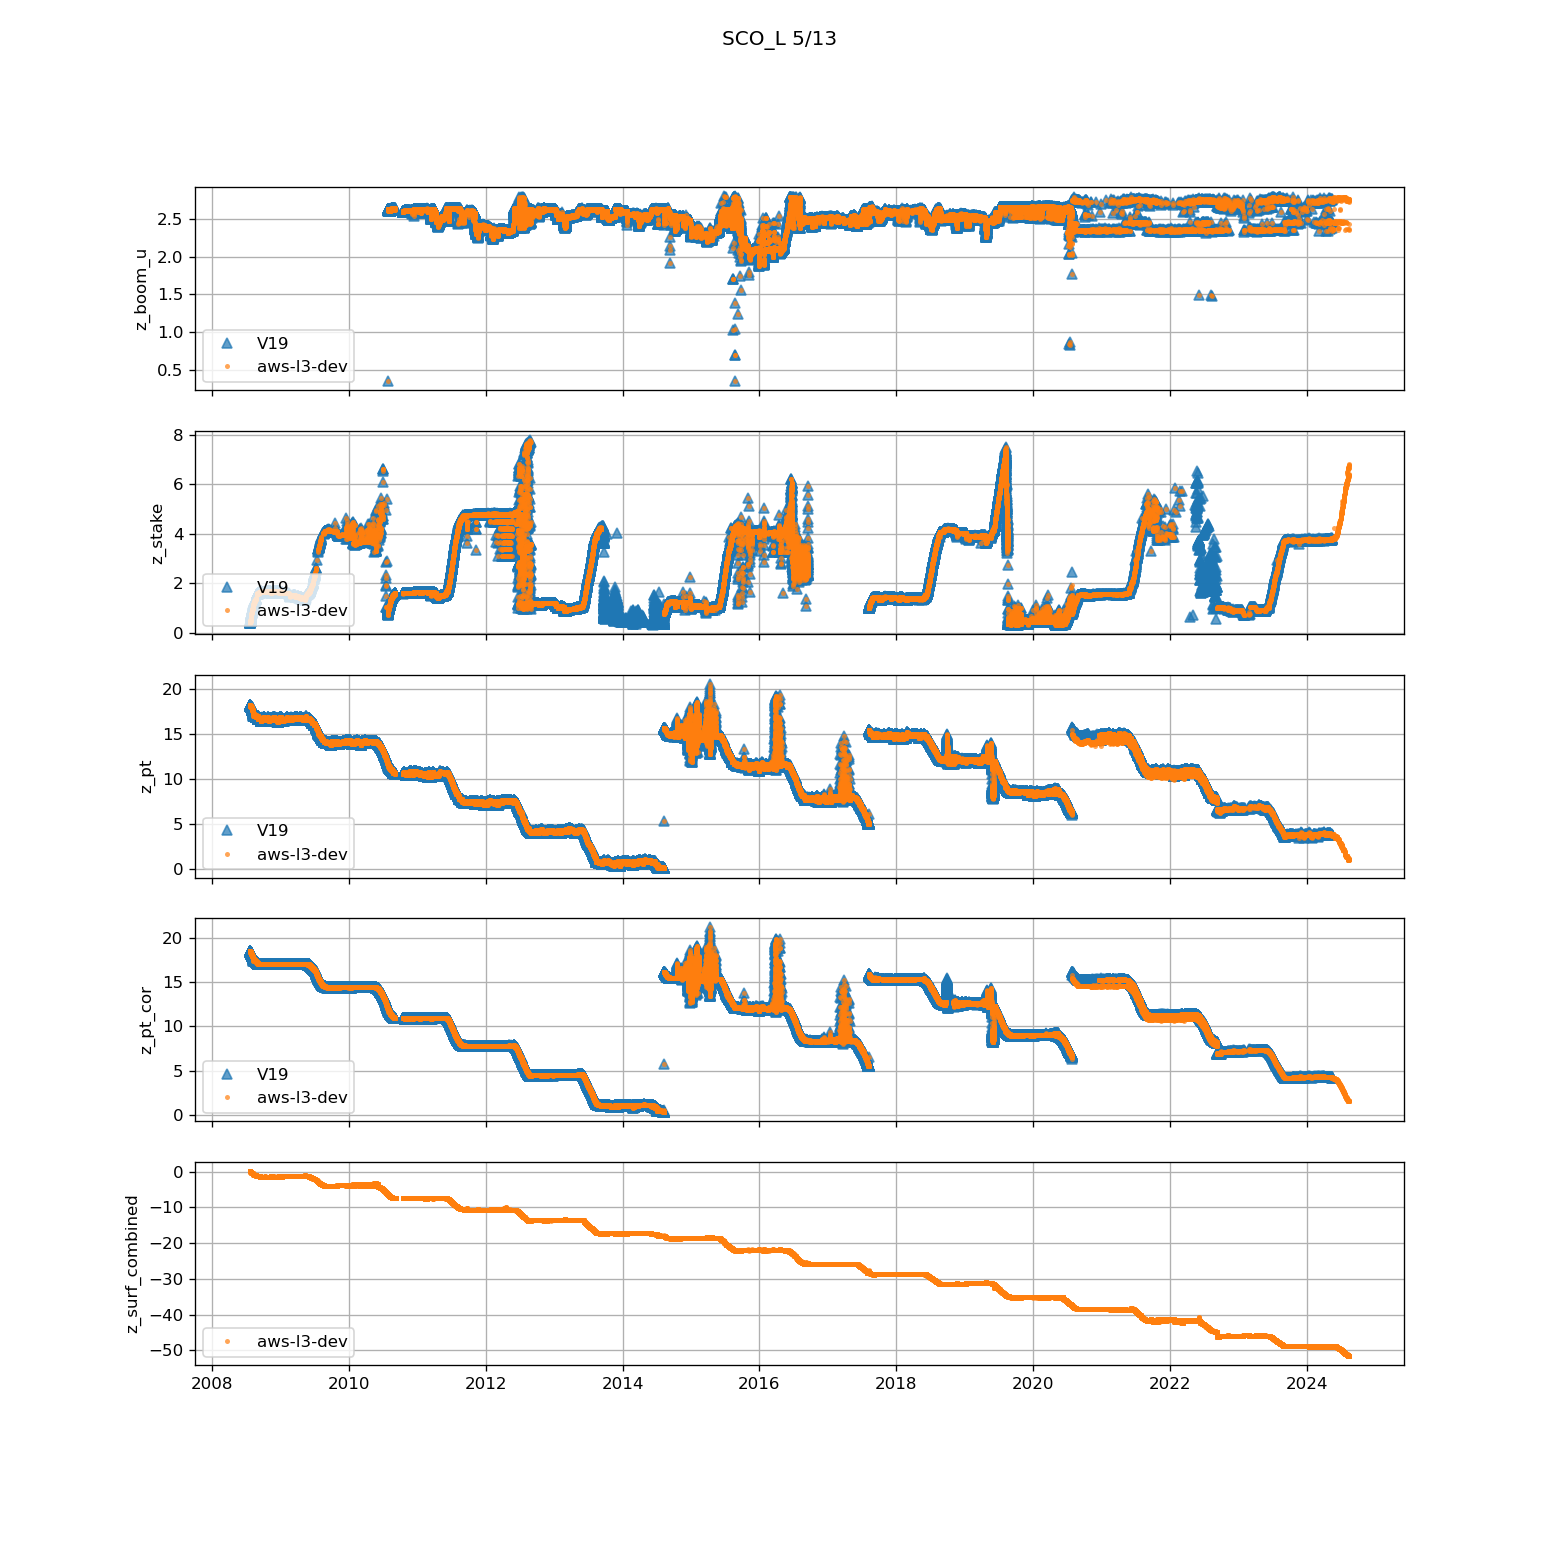 SCO_L 5/13
z_boom_u
2.5
2.0
1.5
1.0
0.5
V19
aws-l3-dev
z_stake
8
6
4
2
0
V19
aws-l3-dev
z_pt
20
15
10
5
0
V19
aws-l3-dev
z_pt_cor
20
15
10
5
0
V19
aws-l3-dev
z_surf_combined
0
−10
−20
−30
−40
−50
aws-l3-dev
2008 2010 2012 2014 2016 2018 2020 2022 2024